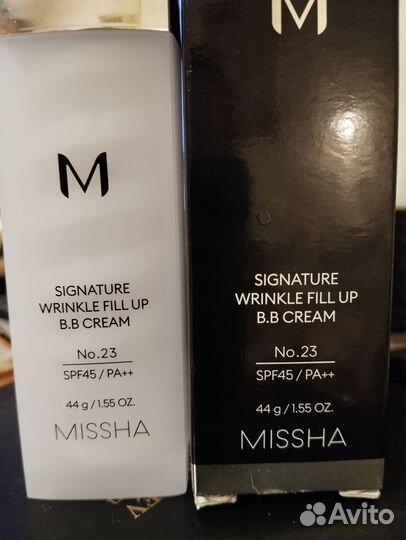 M
SIGNATURE
WRINKLE FILL UP
B.B CREAM
No.23
SPF45 / PA++
44 g / 1.55 OZ.
MISSHA
M
SIGNATURE
WRINKLE FILL UP
B.B CREAM
No.23
SPF45 / PA++
44 g / 1.55 OZ.
MISSHA
Avito